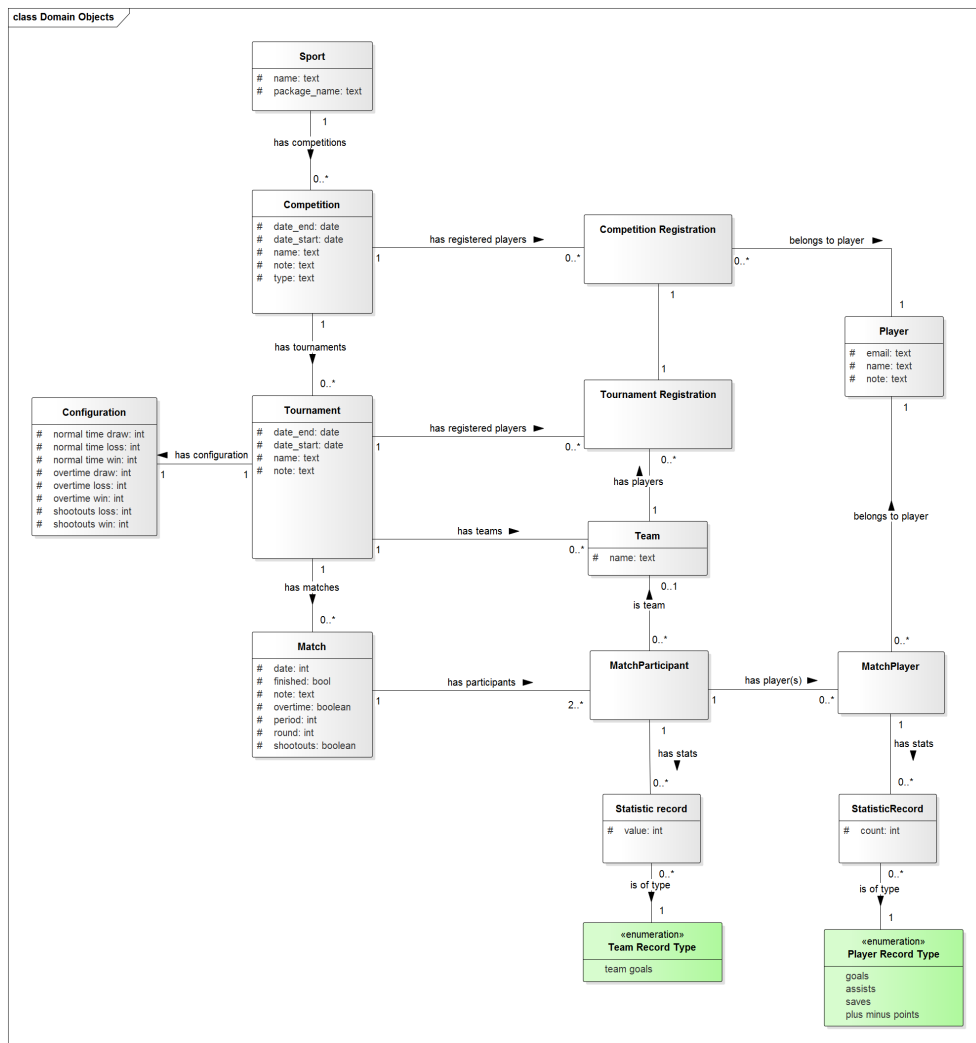 class Domain Objects
Sport
# name: text
# package_name: text
1
has competitions
0..*
Competition
# date_end: date
# date_start: date
# name: text
# note: text
# type: text
1
has registered players
0..*
Competition Registration
0..*
belongs to player
1
1
has tournaments
0..*
1
1
Player
# email: text
# name: text
# note: text
1
Configuration
# normal time draw: int
# normal time loss: int
# normal time win: int
# overtime draw: int
# overtime loss: int
# overtime win: int
# shootouts loss: int
# shootouts win: int
1
has configuration
1
Tournament
# date_end: date
# date_start: date
# name: text
# note: text
1
has registered players
0..*
Tournament Registration
0..*
has players
1
1
has teams
0..*
Team
# name: text
0..1
is team
0..*
belongs to player
0..*
1
has matches
0..*
Match
# date: int
# finished: bool
# note: text
# overtime: boolean
# period: int
# round: int
# shootouts: boolean
1
has participants
2..*
MatchParticipant
1
has player(s)
0..*
MatchPlayer
1
has stats
0..*
1
has stats
0..*
Statistic record
# value: int
0..*
is of type
1
StatisticRecord
# count: int
0..*
is of type
1
«enumeration»
Team Record Type
team goals
«enumeration»
Player Record Type
goals
assists
saves
plus minus points